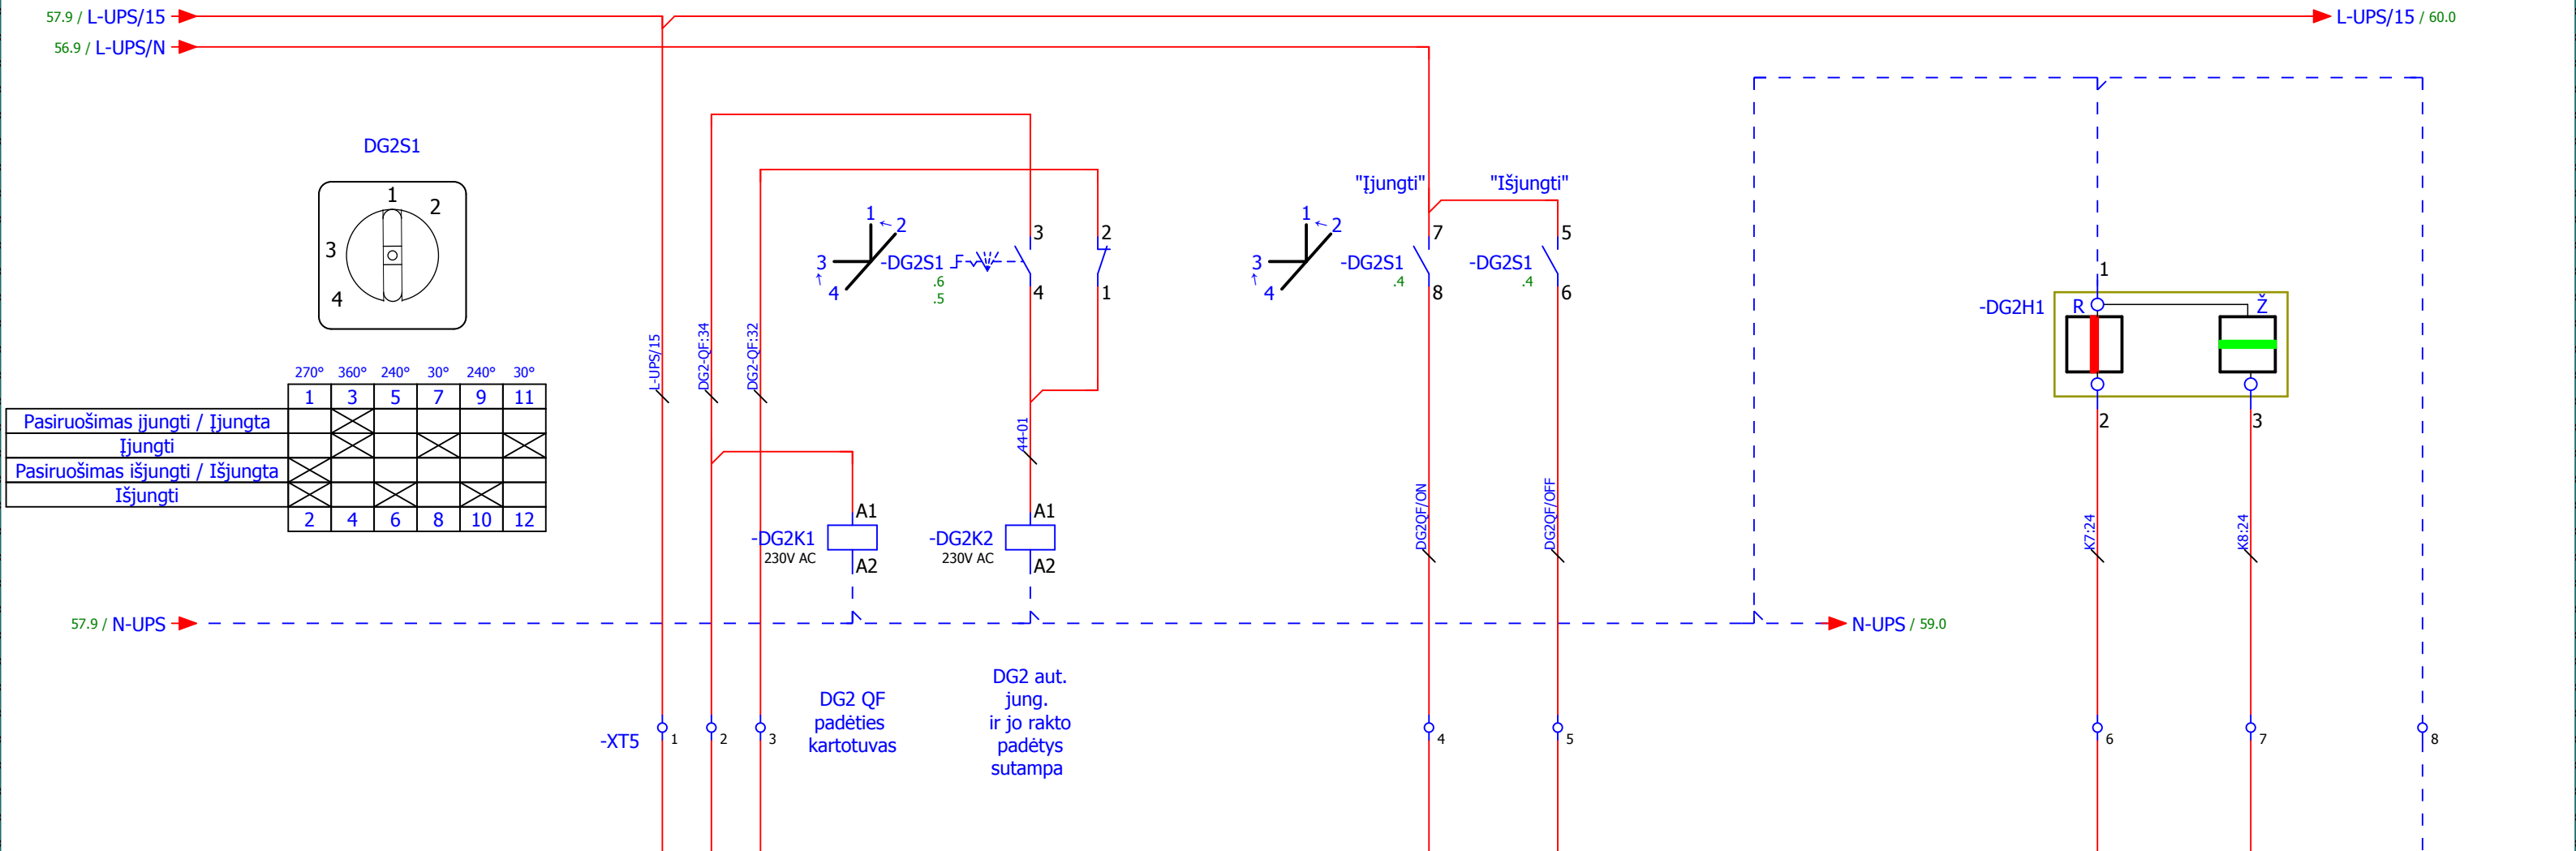 57.9 / L-UPS/15
L-UPS/15 / 60.0
56.9 / L-UPS/N
DG2S1
1
2
3
4
270° 360° 240° 30° 240° 30°
1 3 5 7 9 11
Pasiruošimas įjungti / Įjungta
Įjungti
Pasiruošimas išjungti / Išjungta
Išjungti
2 4 6 8 10 12
L-UPS/15
DG2-QF:34
DG2-QF:32
1 ← 2
3
↑
4
-DG2S1
.6
.5
3
4
2
1
44-01
-DG2K1
230V AC
A1
A2
-DG2K2
230V AC
A1
A2
"Įjungti"
"Išjungti"
1 ← 2
3
↑
4
-DG2S1
.4
7
8
-DG2S1
.4
5
6
DG2QF/ON
DG2QF/OFF
1
-DG2H1
R
Ž
2
3
K7:24
K8:24
57.9 / N-UPS
N-UPS / 59.0
DG2 QF
padėties
kartotuvas
DG2 aut.
jung.
ir jo rakto
padėtys
sutampa
-XT5
1
2
3
4
5
6
7
8